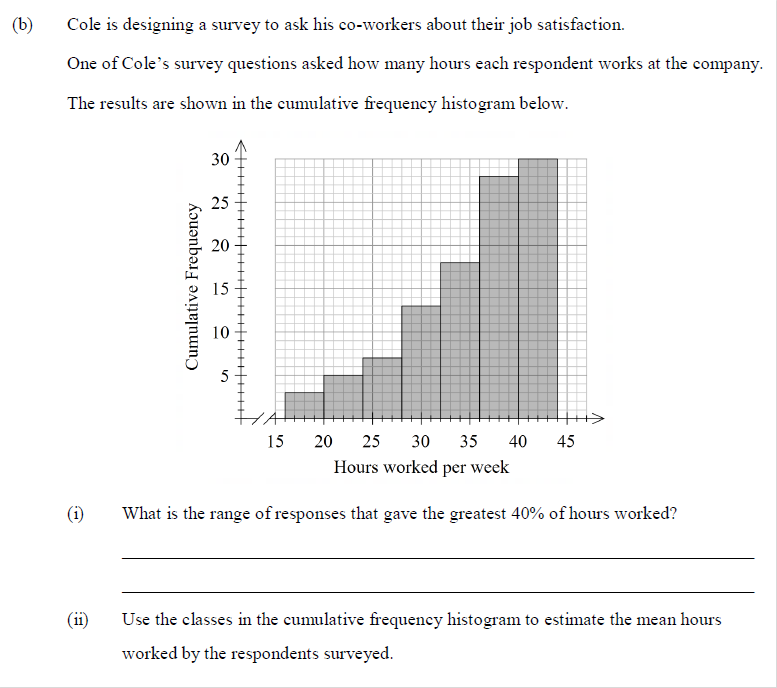 (b) Cole is designing a survey to ask his co-workers about their job satisfaction.
One of Cole's survey questions asked how many hours each respondent works at the company.
The results are shown in the cumulative frequency histogram below.
Cumulative Frequency
30
25
20
15
10
5
15 20 25 30 35 40 45
Hours worked per week
(i) What is the range of responses that gave the greatest 40% of hours worked?
(ii) Use the classes in the cumulative frequency histogram to estimate the mean hours
worked by the respondents surveyed.